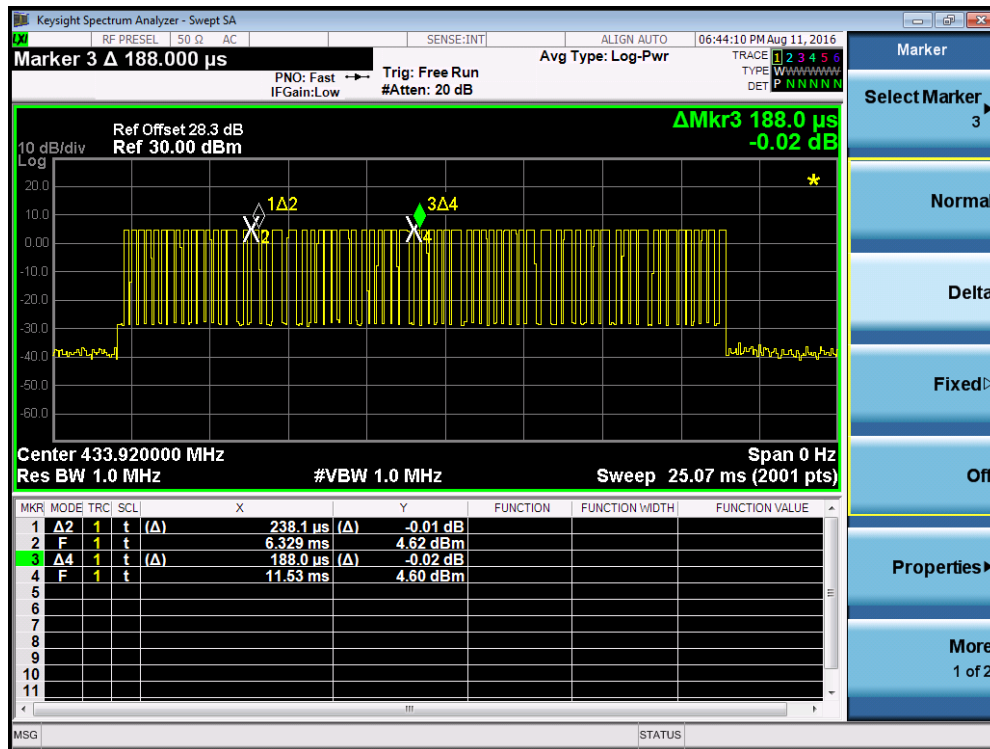 Keysight Spectrum Analyzer - Swept SA
LXI RF PRESEL 50 Ω AC SENSE:INT ALIGN AUTO 06:44:10 PM Aug 11, 2016
Marker 3 Δ 188.000 µs
PNO: Fast
IFGain:Low
Trig: Free Run
#Atten: 20 dB
Avg Type: Log-Pwr
TRACE 1 2 3 4 5 6
TYPE WWWWWWW
DET P N N N N N
ΔMkr3 188.0 µs
-0.02 dB
Ref Offset 28.3 dB
10 dB/div Ref 30.00 dBm
Log
20.0
10.0
0.00
-10.0
-20.0
-30.0
-40.0
-50.0
-60.0
1Δ2
2
3Δ4
4
*
Center 433.920000 MHz Span 0 Hz
Res BW 1.0 MHz #VBW 1.0 MHz Sweep 25.07 ms (2001 pts)
MKR MODE TRC SCL X Y FUNCTION FUNCTION WIDTH FUNCTION VALUE
1 Δ2 1 t (Δ) 238.1 µs (Δ) -0.01 dB
2 F 1 t 6.329 ms 4.62 dBm
3 Δ4 1 t (Δ) 188.0 µs (Δ) -0.02 dB
4 F 1 t 11.53 ms 4.60 dBm
5
6
7
8
9
10
11
MSG STATUS
Marker
Select Marker
3
Normal
Delta
Fixed
Off
Properties
More
1 of 2